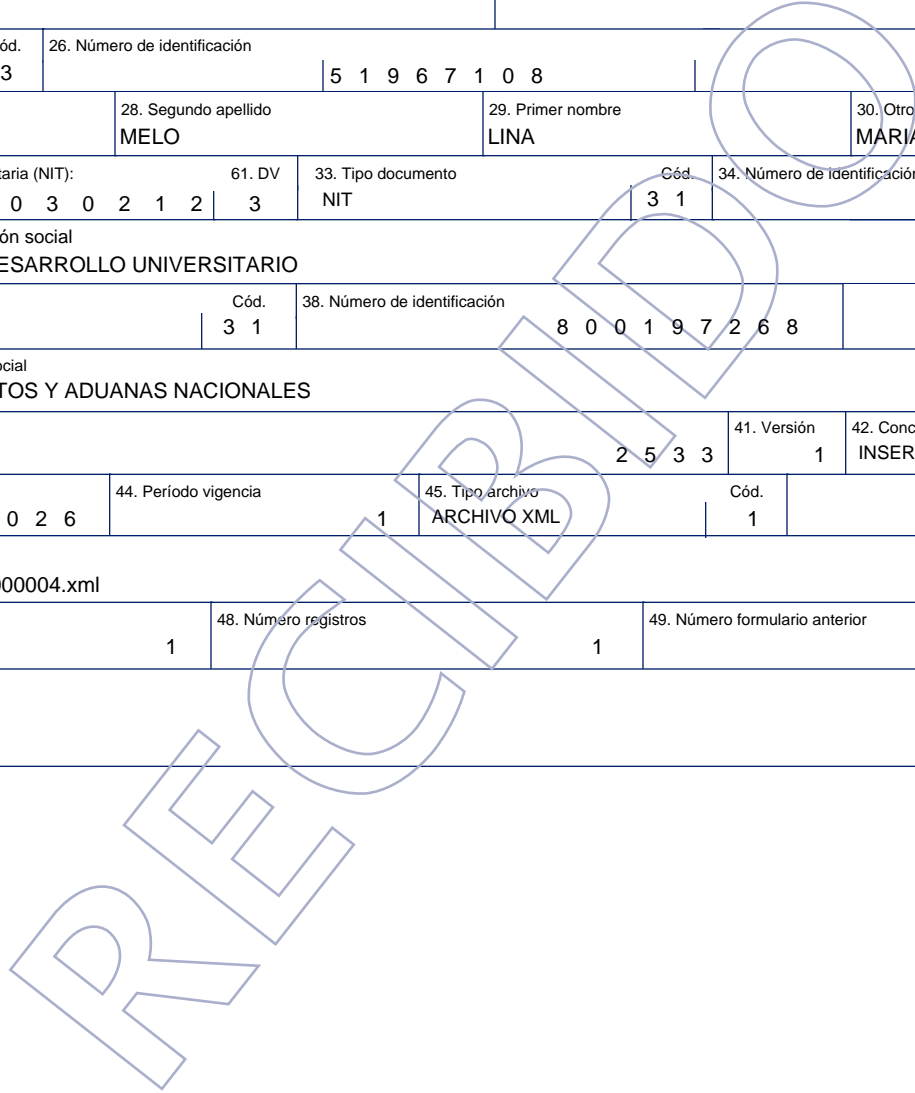 ód. 26. Número de identificación
3 5 1 9 6 7 1 0 8
28. Segundo apellido 29. Primer nombre 30. Otro
MELO LINA MARIA
taria (NIT): 61. DV 33. Tipo documento Cód. 34. Número de identificación
0 3 0 2 1 2 3 NIT 3 1
ón social
ESARROLLO UNIVERSITARIO
Cód. 38. Número de identificación
3 1 8 0 0 1 9 7 2 6 8
ocial
TOS Y ADUANAS NACIONALES
41. Versión 42. Conc
2 5 3 3 1 INSER
44. Período vigencia 45. Tipo archivo Cód.
0 2 6 1 ARCHIVO XML 1
000004.xml
48. Número registros 49. Número formulario anterior
1 1
RECIBIDO